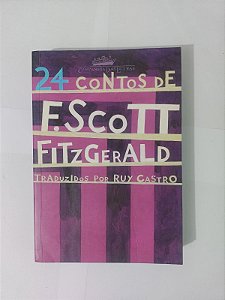 24 CONTOS DE
F. SCOTT
FITZGERALD
TRADUZIDOS POR RUY CASTRO